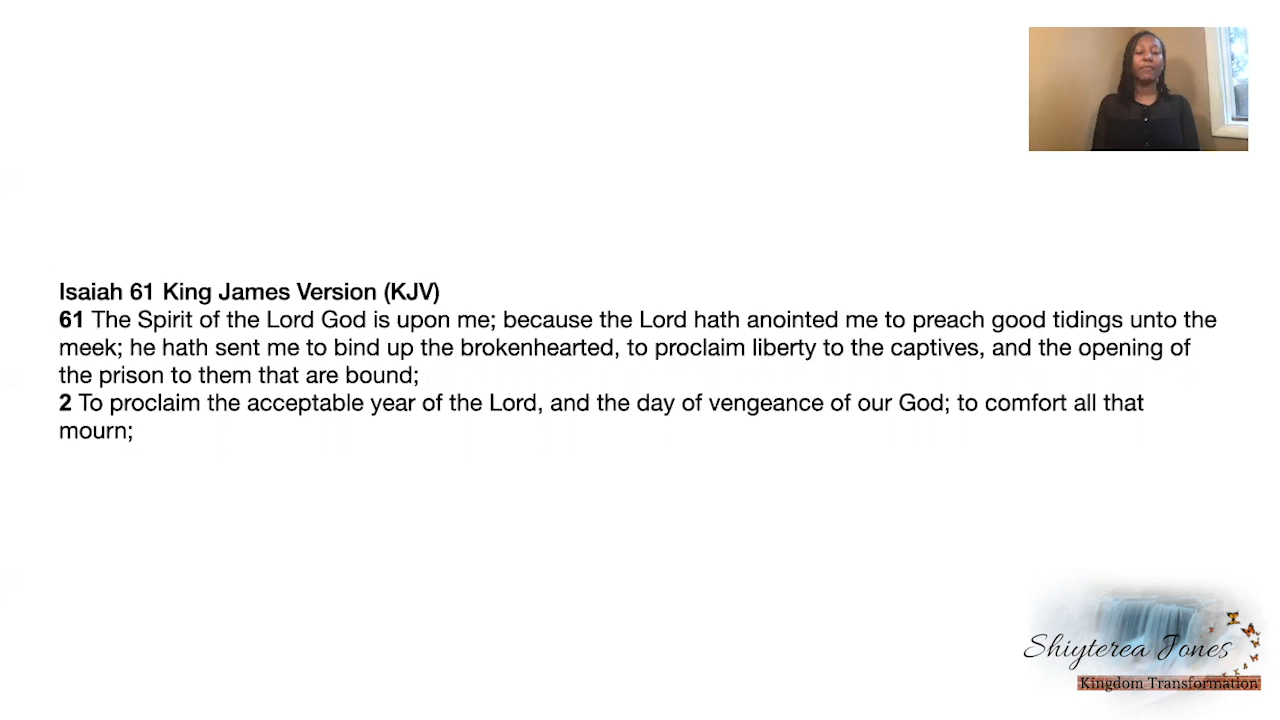 Isaiah 61 King James Version (KJV)
61 The Spirit of the Lord God is upon me; because the Lord hath anointed me to preach good tidings unto the
meek; he hath sent me to bind up the brokenhearted, to proclaim liberty to the captives, and the opening of
the prison to them that are bound;
2 To proclaim the acceptable year of the Lord, and the day of vengeance of our God; to comfort all that
mourn;
Shiyterea Jones
Kingdom Transformation